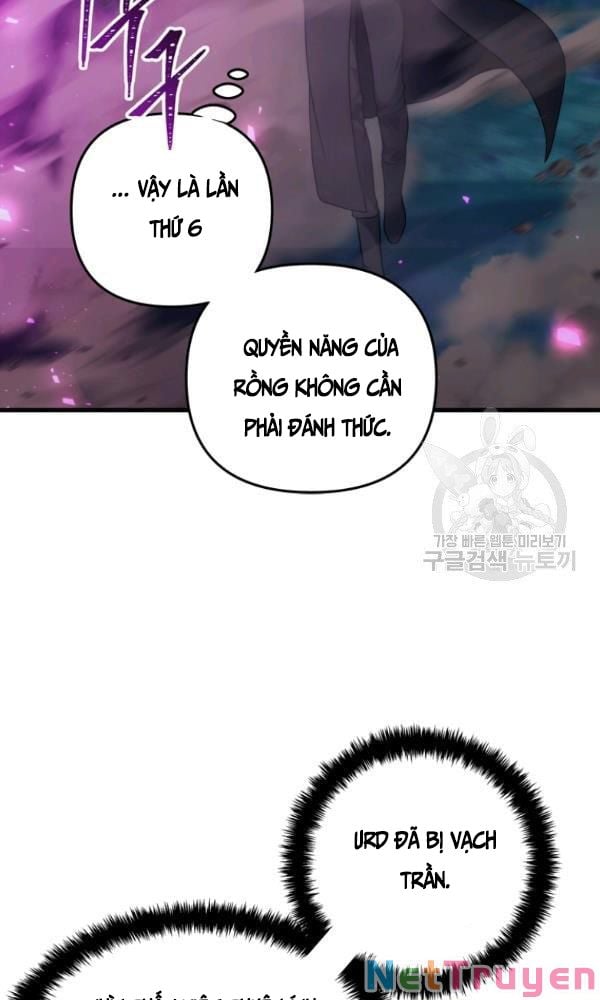 ... VẬY LÀ LẦN
THỨ 6
QUYỀN NĂNG CỦA
RỒNG KHÔNG CẦN
PHẢI ĐÁNH THỨC.
가장 빠른 웹툰 미리보기
구글검색 뉴토끼
URD ĐÃ BỊ VẠCH
TRẦN.
NetTruyen